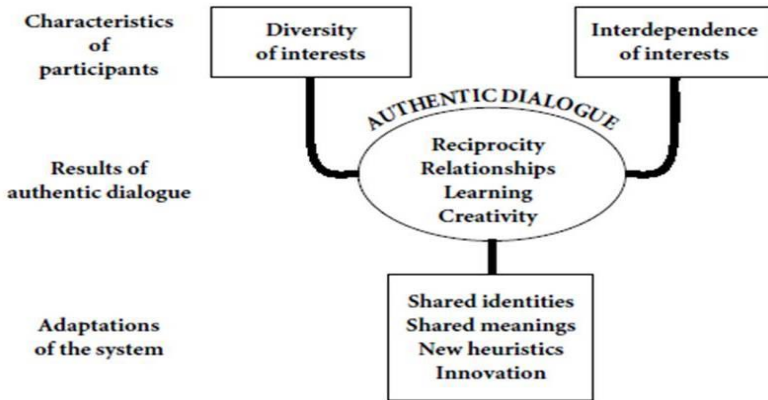 Characteristics
of
participants
Diversity
of interests
Interdependence
of interests
AUTHENTIC DIALOGUE
Results of
authentic dialogue
Reciprocity
Relationships
Learning
Creativity
Adaptations
of the system
Shared identities
Shared meanings
New heuristics
Innovation